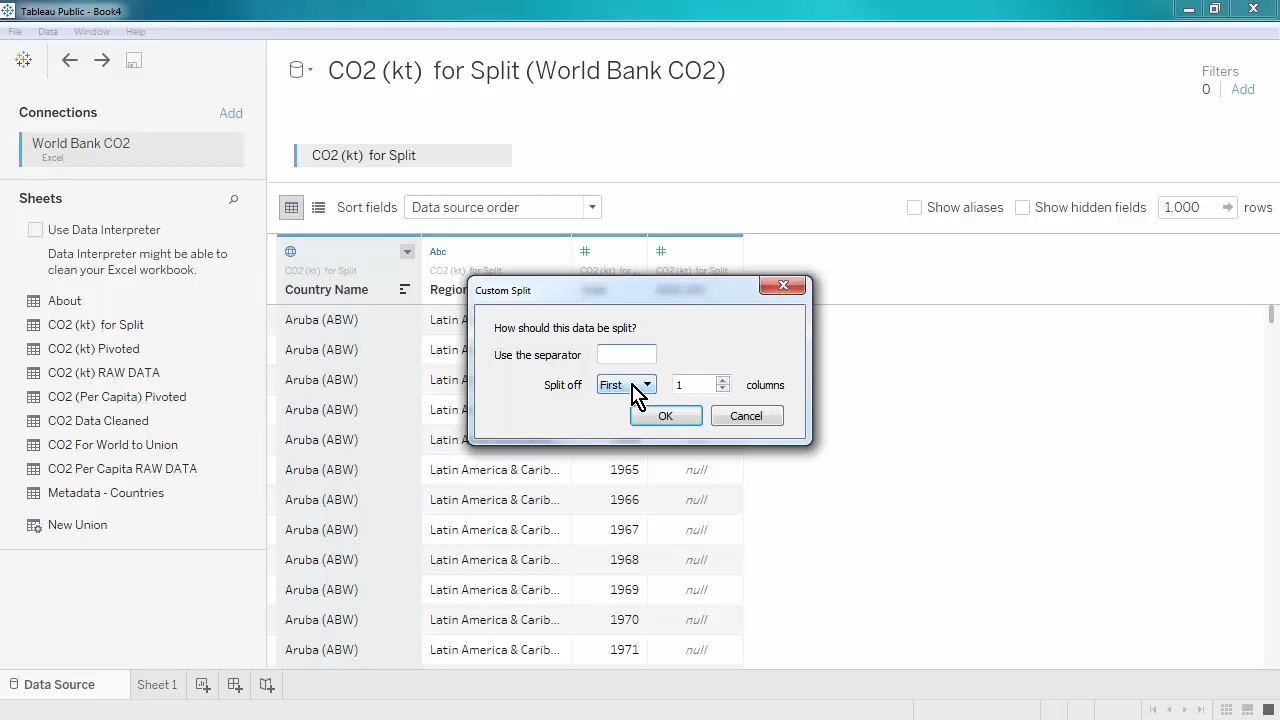 Tableau Public - Book4
File Data Window Help
CO2 (kt) for Split (World Bank CO2)
Filters
0 Add
Connections Add
World Bank CO2
Excel
CO2 (kt) for Split
Sheets
Use Data Interpreter
Data Interpreter might be able to
clean your Excel workbook.
About
CO2 (kt) for Split
CO2 (kt) Pivoted
CO2 (kt) RAW DATA
CO2 (Per Capita) Pivoted
CO2 Data Cleaned
CO2 For World to Union
CO2 Per Capita RAW DATA
Metadata - Countries
New Union
Sort fields Data source order Show aliases Show hidden fields 1.000 rows
Abc # #
CO2 (kt) for Split CO2 (kt) for Split CO2 (kt) for ... CO2 (kt) for Split
Country Name Region
Custom Split
How should this data be split?
Use the separator
Split off First 1 columns
OK Cancel
Aruba (ABW) Latin A
Aruba (ABW) Latin A
Aruba (ABW) Latin A
Aruba (ABW) Latin A
Aruba (ABW) Latin A
Aruba (ABW) Latin America & Carib... 1965 null
Aruba (ABW) Latin America & Carib... 1966 null
Aruba (ABW) Latin America & Carib... 1967 null
Aruba (ABW) Latin America & Carib... 1968 null
Aruba (ABW) Latin America & Carib... 1969 null
Aruba (ABW) Latin America & Carib... 1970 null
Aruba (ABW) Latin America & Carib... 1971 null
Data Source Sheet 1